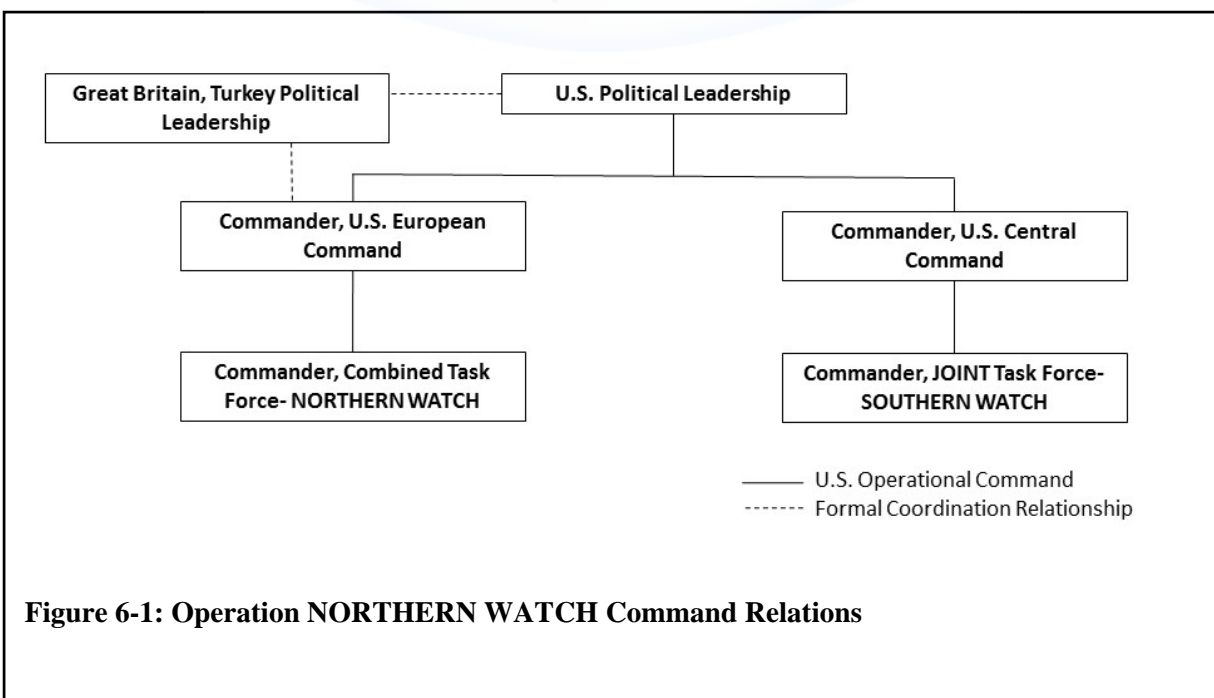 Great Britain, Turkey Political
Leadership
U.S. Political Leadership
Commander, U.S. European
Command
Commander, U.S. Central
Command
Commander, Combined Task
Force- NORTHERN WATCH
Commander, JOINT Task Force-
SOUTHERN WATCH
U.S. Operational Command
Formal Coordination Relationship
Figure 6-1: Operation NORTHERN WATCH Command Relations